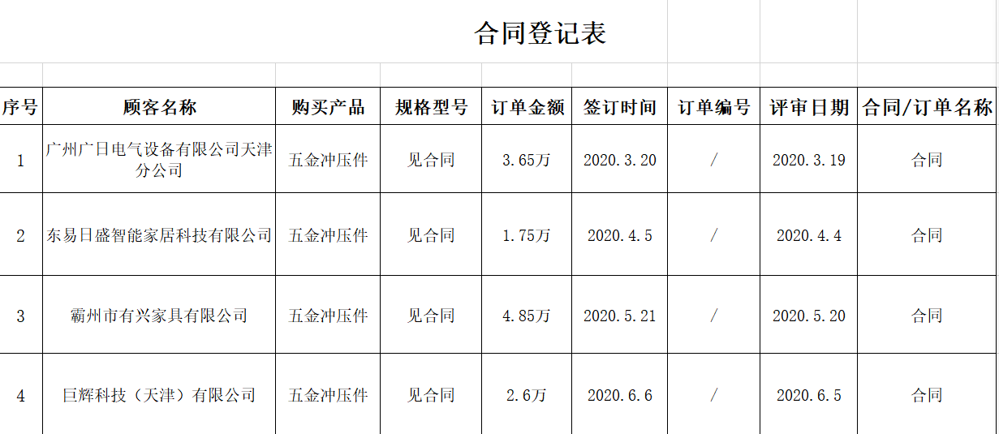 合同登记表
序号 顾客名称 购买产品 规格型号 订单金额 签订时间 订单编号 评审日期 合同/订单名称
1 广州广日电气设备有限公司天津 五金冲压件 见合同 3.65万 2020.3.20 / 2020.3.19 合同
分公司
2 东易日盛智能家居科技有限公司 五金冲压件 见合同 1.75万 2020.4.5 / 2020.4.4 合同
3 霸州市有兴家具有限公司 五金冲压件 见合同 4.85万 2020.5.21 / 2020.5.20 合同
4 巨辉科技（天津）有限公司 五金冲压件 见合同 2.6万 2020.6.6 / 2020.6.5 合同